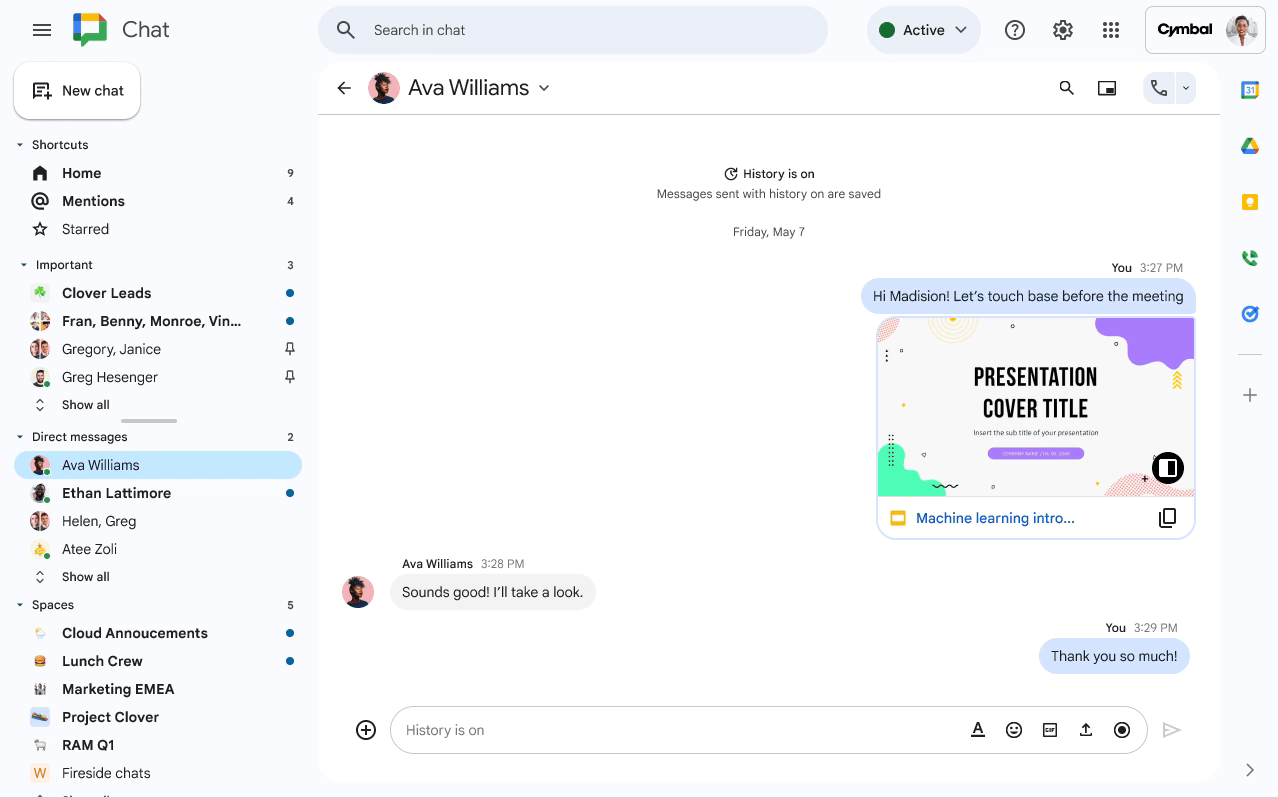 Chat
Search in chat
Active
Cymbal
New chat
Ava Williams
31
Shortcuts
Home 9
Mentions 4
Starred
Important 3
Clover Leads
Fran, Benny, Monroe, Vin...
Gregory, Janice
Greg Hesenger
Show all
Direct messages 2
Ava Williams
Ethan Lattimore
Helen, Greg
Atee Zoli
Show all
Spaces 5
Cloud Annoucements
Lunch Crew
Marketing EMEA
Project Clover
RAM Q1
W Fireside chats
History is on
Messages sent with history on are saved
Friday, May 7
You 3:27 PM
Hi Madision! Let’s touch base before the meeting
PRESENTATION
COVER TITLE
Insert the sub title of your presentation
Machine learning intro...
Ava Williams 3:28 PM
Sounds good! I’ll take a look.
You 3:29 PM
Thank you so much!
History is on
A
GIF